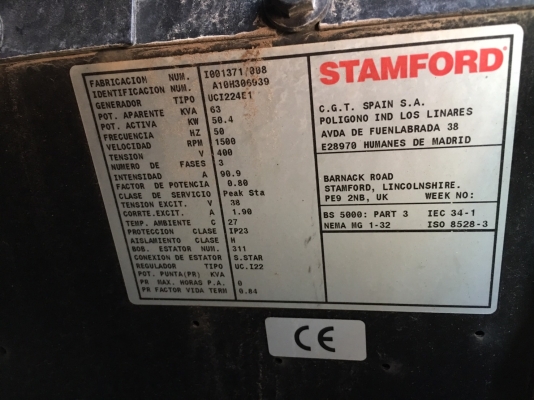 FABRICACION NUM. I001371/008
IDENTIFICACION NUM. A10H306939
GENERADOR TIPO UCI224E1
POT. APARENTE KVA 63
POT. ACTIVA KW 50.4
FRECUENCIA HZ 50
VELOCIDAD RPM 1500
TENSION V 400
NUMERO DE FASES 3
INTENSIDAD A 90.9
FACTOR DE POTENCIA 0.80
CLASE DE SERVICIO Peak Sta
TENSION EXCIT. V 38
CORRTE.EXCIT. A 1.90
TEMP. AMBIENTE C 27
PROTECCION CLASE IP23
AISLAMIENTO CLASE H
BOB. ESTATOR NUM. 311
CONEXION DE ESTATOR S.STAR
REGULADOR TIPO UC.I22
POT. PUNTA(PR) KVA
PR MAX. HORAS P.A. 0
PR FACTOR VIDA TERM 0.84
STAMFORD
C.G.T. SPAIN S.A.
POLIGONO IND LOS LINARES
AVDA DE FUENLABRADA 38
E28970 HUMANES DE MADRID
BARNACK ROAD
STAMFORD, LINCOLNSHIRE.
PE9 2NB, UK WEEK NO:
BS 5000: PART 3 IEC 34-1
NEMA MG 1-32 ISO 8528-3
CE